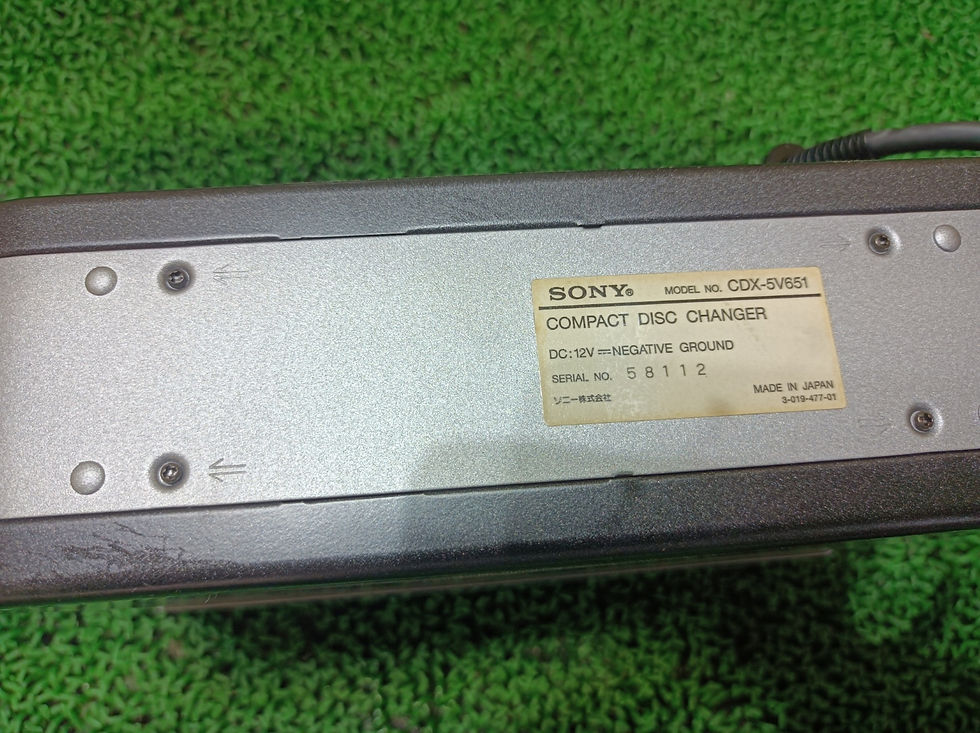 SONY® MODEL NO. CDX-5V651
COMPACT DISC CHANGER
DC:12V⎓NEGATIVE GROUND
SERIAL NO. 58112
MADE IN JAPAN
ソニー株式会社 3-019-477-01